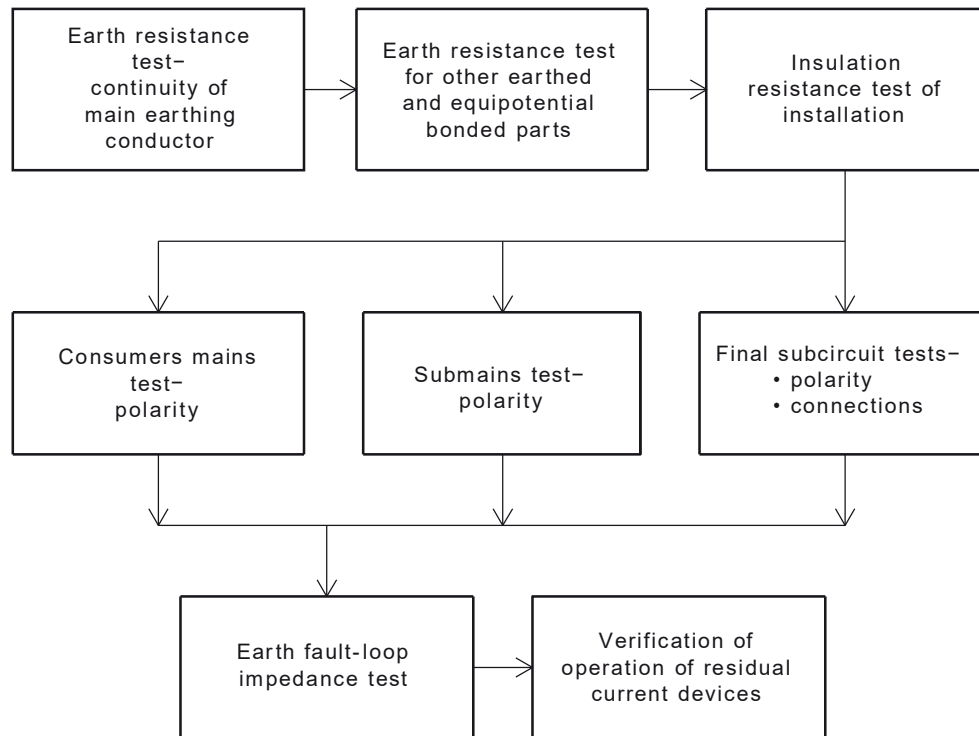 Earth resistance
test–
continuity of
main earthing
conductor
Earth resistance test
for other earthed
and equipotential
bonded parts
Insulation
resistance test of
installation
Consumers mains
test–
polarity
Submains test–
polarity
Final subcircuit tests–
• polarity
• connections
Earth fault-loop
impedance test
Verification of
operation of residual
current devices